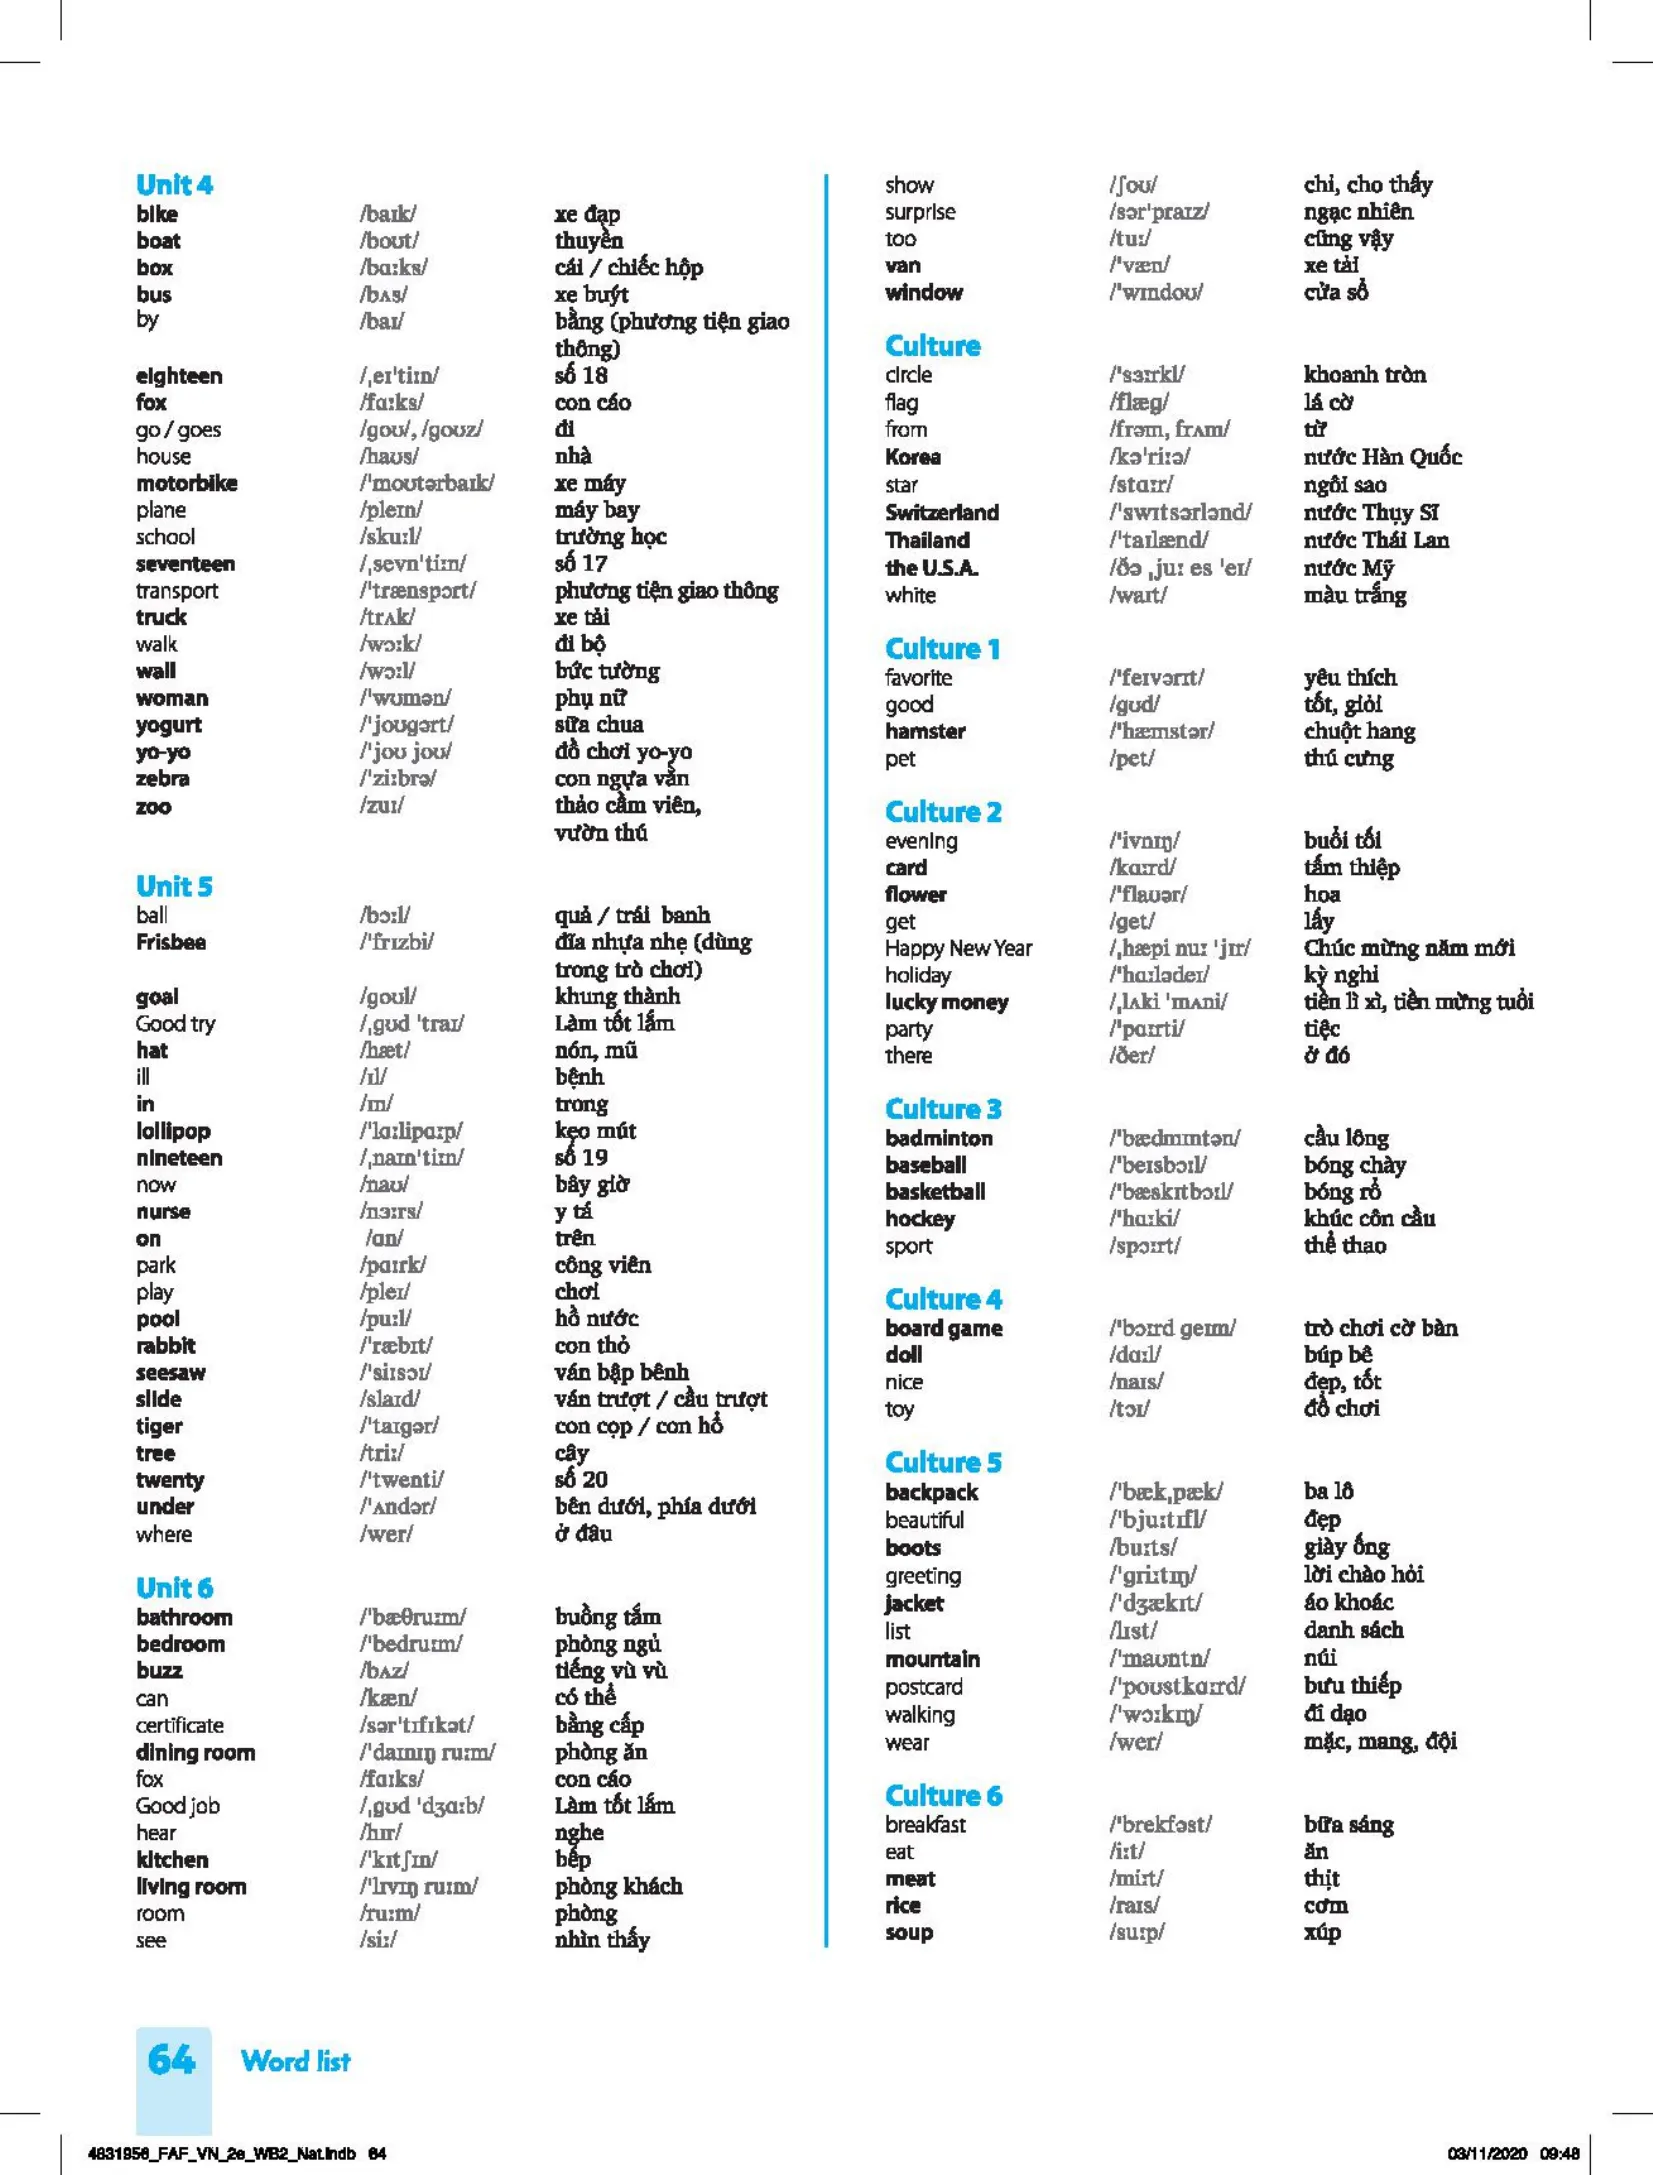 Unit 4
bike /baɪk/ xe đạp
boat /boʊt/ thuyền
box /bɑːks/ cái / chiếc hộp
bus /bʌs/ xe buýt
by /baɪ/ bằng (phương tiện giao
thông)
eighteen /ˌeɪˈtiːn/ số 18
fox /fɑːks/ con cáo
go / goes /goʊ/, /goʊz/ đi
house /haʊs/ nhà
motorbike /ˈmoʊtərbaɪk/ xe máy
plane /pleɪn/ máy bay
school /skuːl/ trường học
seventeen /ˌsevnˈtiːn/ số 17
transport /ˈtrænspɔrt/ phương tiện giao thông
truck /trʌk/ xe tải
walk /wɔːk/ đi bộ
wall /wɔːl/ bức tường
woman /ˈwʊmən/ phụ nữ
yogurt /ˈjoʊgərt/ sữa chua
yo-yo /ˈjoʊ joʊ/ đồ chơi yo-yo
zebra /ˈziːbrə/ con ngựa vằn
zoo /zuː/ thảo cầm viên,
vườn thú
Unit 5
ball /bɔːl/ quả / trái banh
Frisbee /ˈfrɪzbi/ đĩa nhựa nhẹ (dùng
trong trò chơi)
goal /goʊl/ khung thành
Good try /ˌgʊd ˈtraɪ/ Làm tốt lắm
hat /hæt/ nón, mũ
ill /ɪl/ bệnh
in /ɪn/ trong
lollipop /ˈlɑːlipɑːp/ kẹo mút
nineteen /ˌnaɪnˈtiːn/ số 19
now /naʊ/ bây giờ
nurse /nɜːrs/ y tá
on /ɑn/ trên
park /pɑːrk/ công viên
play /pleɪ/ chơi
pool /puːl/ hồ nước
rabbit /ˈræbɪt/ con thỏ
seesaw /ˈsiːsɔː/ ván bập bênh
slide /slaɪd/ ván trượt / cầu trượt
tiger /ˈtaɪgər/ con cọp / con hổ
tree /triː/ cây
twenty /ˈtwenti/ số 20
under /ˈʌndər/ bên dưới, phía dưới
where /wer/ ở đâu
Unit 6
bathroom /ˈbæθruːm/ buồng tắm
bedroom /ˈbedruːm/ phòng ngủ
buzz /bʌz/ tiếng vù vù
can /kæn/ có thể
certificate /sərˈtɪfɪkət/ bằng cấp
dining room /ˈdaɪnɪŋ ruːm/ phòng ăn
fox /fɑːks/ con cáo
Good job /ˌgʊd ˈdʒɑːb/ Làm tốt lắm
hear /hɪr/ nghe
kitchen /ˈkɪtʃɪn/ bếp
living room /ˈlɪvɪŋ ruːm/ phòng khách
room /ruːm/ phòng
see /siː/ nhìn thấy
show /ʃoʊ/ chỉ, cho thấy
surprise /sərˈpraɪz/ ngạc nhiên
too /tuː/ cũng vậy
van /ˈvæn/ xe tải
window /ˈwɪndoʊ/ cửa sổ
Culture
circle /ˈsɜːrkl/ khoanh tròn
flag /flæg/ lá cờ
from /frəm, frʌm/ từ
Korea /kəˈriːə/ nước Hàn Quốc
star /stɑːr/ ngôi sao
Switzerland /ˈswɪtsərlənd/ nước Thụy Sĩ
Thailand /ˈtaɪlænd/ nước Thái Lan
the U.S.A. /ðə ˌjuː es ˈeɪ/ nước Mỹ
white /waɪt/ màu trắng
Culture 1
favorite /ˈfeɪvərɪt/ yêu thích
good /gʊd/ tốt, giỏi
hamster /ˈhæmstər/ chuột hang
pet /pet/ thú cưng
Culture 2
evening /ˈivnɪŋ/ buổi tối
card /kɑːrd/ tấm thiệp
flower /ˈflaʊər/ hoa
get /get/ lấy
Happy New Year /ˌhæpi nuː ˈjɪr/ Chúc mừng năm mới
holiday /ˈhɑːlədeɪ/ kỳ nghỉ
lucky money /ˌlʌki ˈmʌni/ tiền lì xì, tiền mừng tuổi
party /ˈpɑːrti/ tiệc
there /ðer/ ở đó
Culture 3
badminton /ˈbædmɪntən/ cầu lông
baseball /ˈbeɪsbɔːl/ bóng chày
basketball /ˈbæskɪtbɔːl/ bóng rổ
hockey /ˈhɑːki/ khúc côn cầu
sport /spɔːrt/ thể thao
Culture 4
board game /ˈbɔːrd geɪm/ trò chơi cờ bàn
doll /dɑːl/ búp bê
nice /naɪs/ đẹp, tốt
toy /tɔɪ/ đồ chơi
Culture 5
backpack /ˈbækˌpæk/ ba lô
beautiful /ˈbjuːtɪfl/ đẹp
boots /buːts/ giày ống
greeting /ˈgriːtɪŋ/ lời chào hỏi
jacket /ˈdʒækɪt/ áo khoác
list /lɪst/ danh sách
mountain /ˈmaʊntn/ núi
postcard /ˈpoʊstkɑːrd/ bưu thiếp
walking /ˈwɔːkɪŋ/ đi dạo
wear /wer/ mặc, mang, đội
Culture 6
breakfast /ˈbrekfəst/ bữa sáng
eat /iːt/ ăn
meat /miːt/ thịt
rice /raɪs/ cơm
soup /suːp/ xúp
64 Word list
4831956_FAF_VN_2e_WB2_Nat.indb 64 03/11/2020 09:48